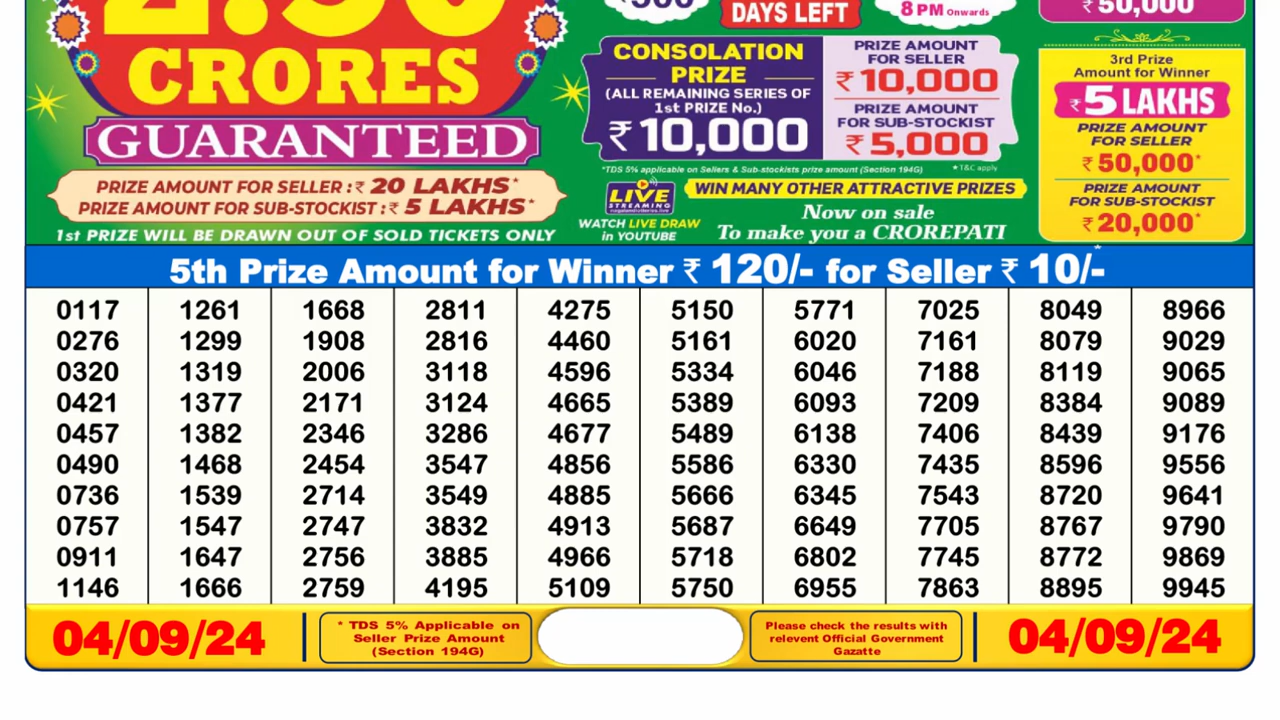 CRORES
GUARANTEED
PRIZE AMOUNT FOR SELLER :₹ 20 LAKHS*
PRIZE AMOUNT FOR SUB-STOCKIST :₹ 5 LAKHS*
1st PRIZE WILL BE DRAWN OUT OF SOLD TICKETS ONLY
DAYS LEFT
8 PM Onwards
₹ 50,000
CONSOLATION
PRIZE
(ALL REMAINING SERIES OF
1st PRIZE No.)
₹ 10,000
PRIZE AMOUNT
FOR SELLER
₹ 10,000
PRIZE AMOUNT
FOR SUB-STOCKIST
₹ 5,000
*TDS 5% applicable on Sellers & Sub-stockists prize amount (Section 194G)
*T&C apply
LIVE
STREAMING
WATCH LIVE DRAW
in YOUTUBE
WIN MANY OTHER ATTRACTIVE PRIZES
Now on sale
To make you a CROREPATI
3rd Prize
Amount for Winner
₹ 5 LAKHS
PRIZE AMOUNT
FOR SELLER
₹ 50,000*
PRIZE AMOUNT
FOR SUB-STOCKIST
₹ 20,000*
5th Prize Amount for Winner ₹ 120/- for Seller ₹ 10/-*
0117 1261 1668 2811 4275 5150 5771 7025 8049 8966
0276 1299 1908 2816 4460 5161 6020 7161 8079 9029
0320 1319 2006 3118 4596 5334 6046 7188 8119 9065
0421 1377 2171 3124 4665 5389 6093 7209 8384 9089
0457 1382 2346 3286 4677 5489 6138 7406 8439 9176
0490 1468 2454 3547 4856 5586 6330 7435 8596 9556
0736 1539 2714 3549 4885 5666 6345 7543 8720 9641
0757 1547 2747 3832 4913 5687 6649 7705 8767 9790
0911 1647 2756 3885 4966 5718 6802 7745 8772 9869
1146 1666 2759 4195 5109 5750 6955 7863 8895 9945
04/09/24
* TDS 5% Applicable on
Seller Prize Amount
(Section 194G)
Please check the results with
relevent Official Government
Gazatte
04/09/24